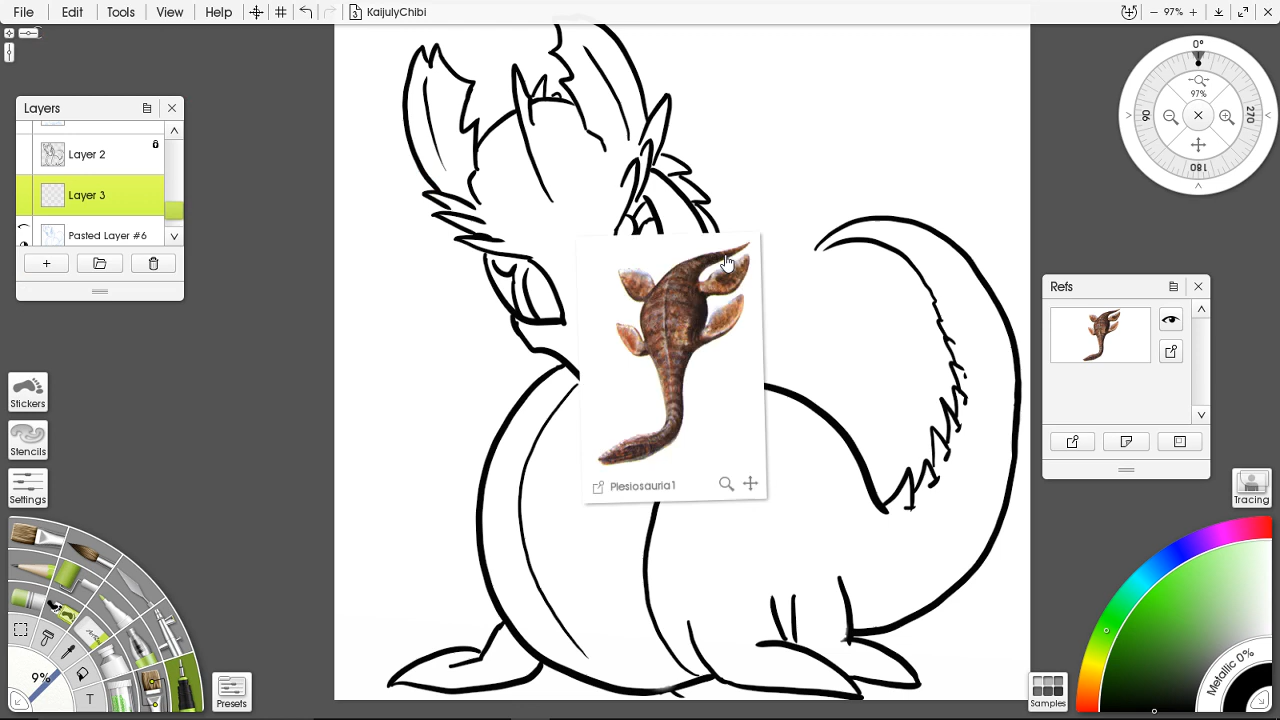 File Edit Tools View Help KaijulyChibi 97%
Layers
Layer 2
Layer 3
Pasted Layer #6
0°
97%
90
270
180
Refs
Plesiosauria1
Stickers
Stencils
Settings
Tracing
9%
T
Presets
Samples
Metallic 0%